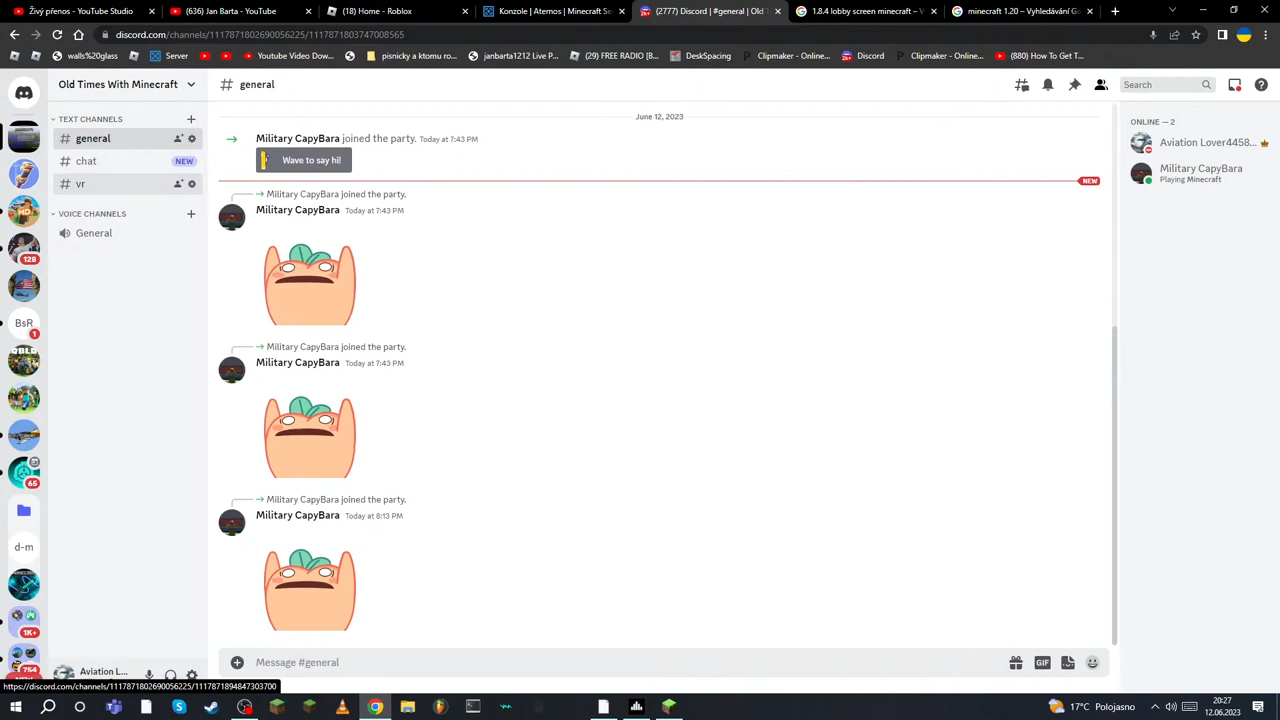 Živý přenos - YouTube Studio
(636) Jan Barta - YouTube
(18) Home - Roblox
Konzole | Aternos | Minecraft Se
(2777) Discord | #general | Old T
1.8.4 lobby screen minecraft – V
minecraft 1.20 – Vyhledávání Go
discord.com/channels/1117871802690056225/1117871803747008565
walls%20glass
Server
Youtube Video Dow...
pisnicky a ktomu ro...
janbarta1212 Live P...
(29) FREE RADIO [B...
DeskSpacing
Clipmaker - Online...
Discord
Clipmaker - Online...
(880) How To Get T...
Old Times With Minecraft
# general
Search
TEXT CHANNELS
# general
# chat
NEW
# vr
VOICE CHANNELS
General
128
BsR
1
65
d-m
1K+
754
June 12, 2023
Military CapyBara joined the party. Today at 7:43 PM
Wave to say hi!
NEW
Military CapyBara joined the party.
Military CapyBara Today at 7:43 PM
Military CapyBara joined the party.
Military CapyBara Today at 7:43 PM
Military CapyBara joined the party.
Military CapyBara Today at 8:13 PM
Message #general
GIF
ONLINE — 2
Aviation Lover4458...
Military CapyBara
Playing Minecraft
Aviation L...
https://discord.com/channels/1117871802690056225/1117871894847303700
17°C Polojasno
20:27
12.06.2023